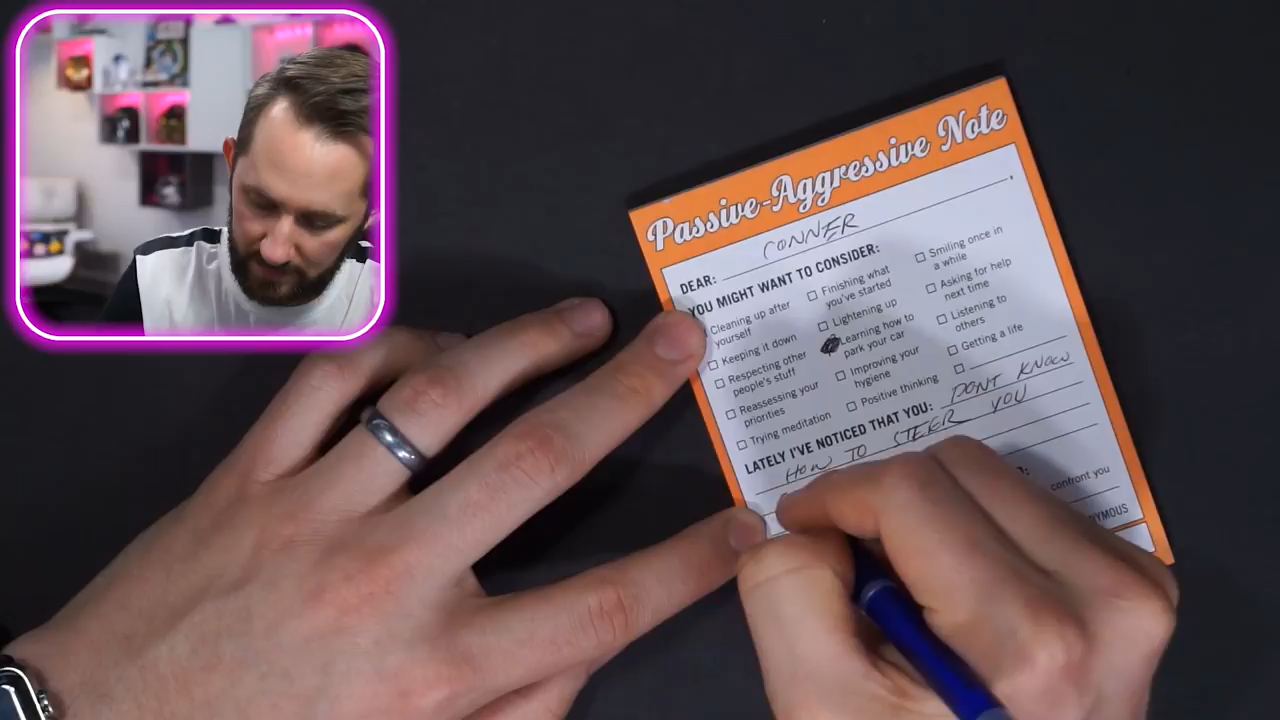 Passive-Aggressive Note
DEAR: CONNER ,
YOU MIGHT WANT TO CONSIDER:
Cleaning up after yourself
Keeping it down
Respecting other people's stuff
Reassessing your priorities
Trying meditation
Finishing what you've started
Lightening up
Learning how to park your car
Improving your hygiene
Positive thinking
Smiling once in a while
Asking for help next time
Listening to others
Getting a life
LATELY I'VE NOTICED THAT YOU: DONT KNOW
HOW TO STEER YOU
confront you